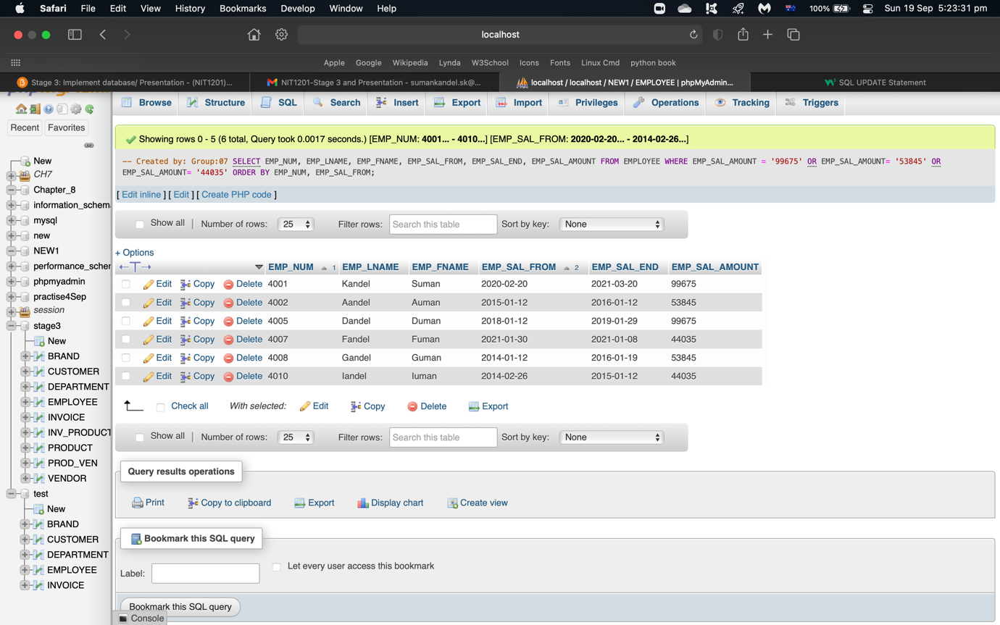 Safari File Edit View History Bookmarks Develop Window Help 100% Sun 19 Sep 5:23:31 pm
localhost
Apple Google Wikipedia Lynda W3School Icons Fonts Linux Cmd python book
Stage 3: Implement database/ Presentation - (NIT1201)... NIT1201-Stage 3 and Presentation - sumankandel.sk@... localhost / localhost / NEW1 / EMPLOYEE | phpMyAdmin... SQL UPDATE Statement
Browse Structure SQL Search Insert Export Import Privileges Operations Tracking Triggers
Recent Favorites
New
CH7
Chapter_8
information_schem
mysql
new
NEW1
performance_scher
phpmyadmin
practise4Sep
session
stage3
New
BRAND
CUSTOMER
DEPARTMENT
EMPLOYEE
INVOICE
INV_PRODUCT
PRODUCT
PROD_VEN
VENDOR
test
New
BRAND
CUSTOMER
DEPARTMENT
EMPLOYEE
INVOICE
Showing rows 0 - 5 (6 total, Query took 0.0017 seconds.) [EMP_NUM: 4001... - 4010...] [EMP_SAL_FROM: 2020-02-20... - 2014-02-26...]
-- Created by: Group:07 SELECT EMP_NUM, EMP_LNAME, EMP_FNAME, EMP_SAL_FROM, EMP_SAL_END, EMP_SAL_AMOUNT FROM EMPLOYEE WHERE EMP_SAL_AMOUNT = '99675' OR EMP_SAL_AMOUNT= '53845' OR
EMP_SAL_AMOUNT= '44035' ORDER BY EMP_NUM, EMP_SAL_FROM;
[ Edit inline ] [ Edit ] [ Create PHP code ]
Show all | Number of rows: 25 Filter rows: Search this table Sort by key: None
+ Options
EMP_NUM 1 EMP_LNAME EMP_FNAME EMP_SAL_FROM 2 EMP_SAL_END EMP_SAL_AMOUNT
Edit Copy Delete 4001 Kandel Suman 2020-02-20 2021-03-20 99675
Edit Copy Delete 4002 Aandel Auman 2015-01-12 2016-01-12 53845
Edit Copy Delete 4005 Dandel Duman 2018-01-12 2019-01-29 99675
Edit Copy Delete 4007 Fandel Fuman 2021-01-30 2021-01-08 44035
Edit Copy Delete 4008 Gandel Guman 2014-01-12 2016-01-19 53845
Edit Copy Delete 4010 Iandel Iuman 2014-02-26 2015-01-12 44035
Check all With selected: Edit Copy Delete Export
Show all | Number of rows: 25 Filter rows: Search this table Sort by key: None
Query results operations
Print Copy to clipboard Export Display chart Create view
Bookmark this SQL query
Label: Let every user access this bookmark
Bookmark this SQL query
Console